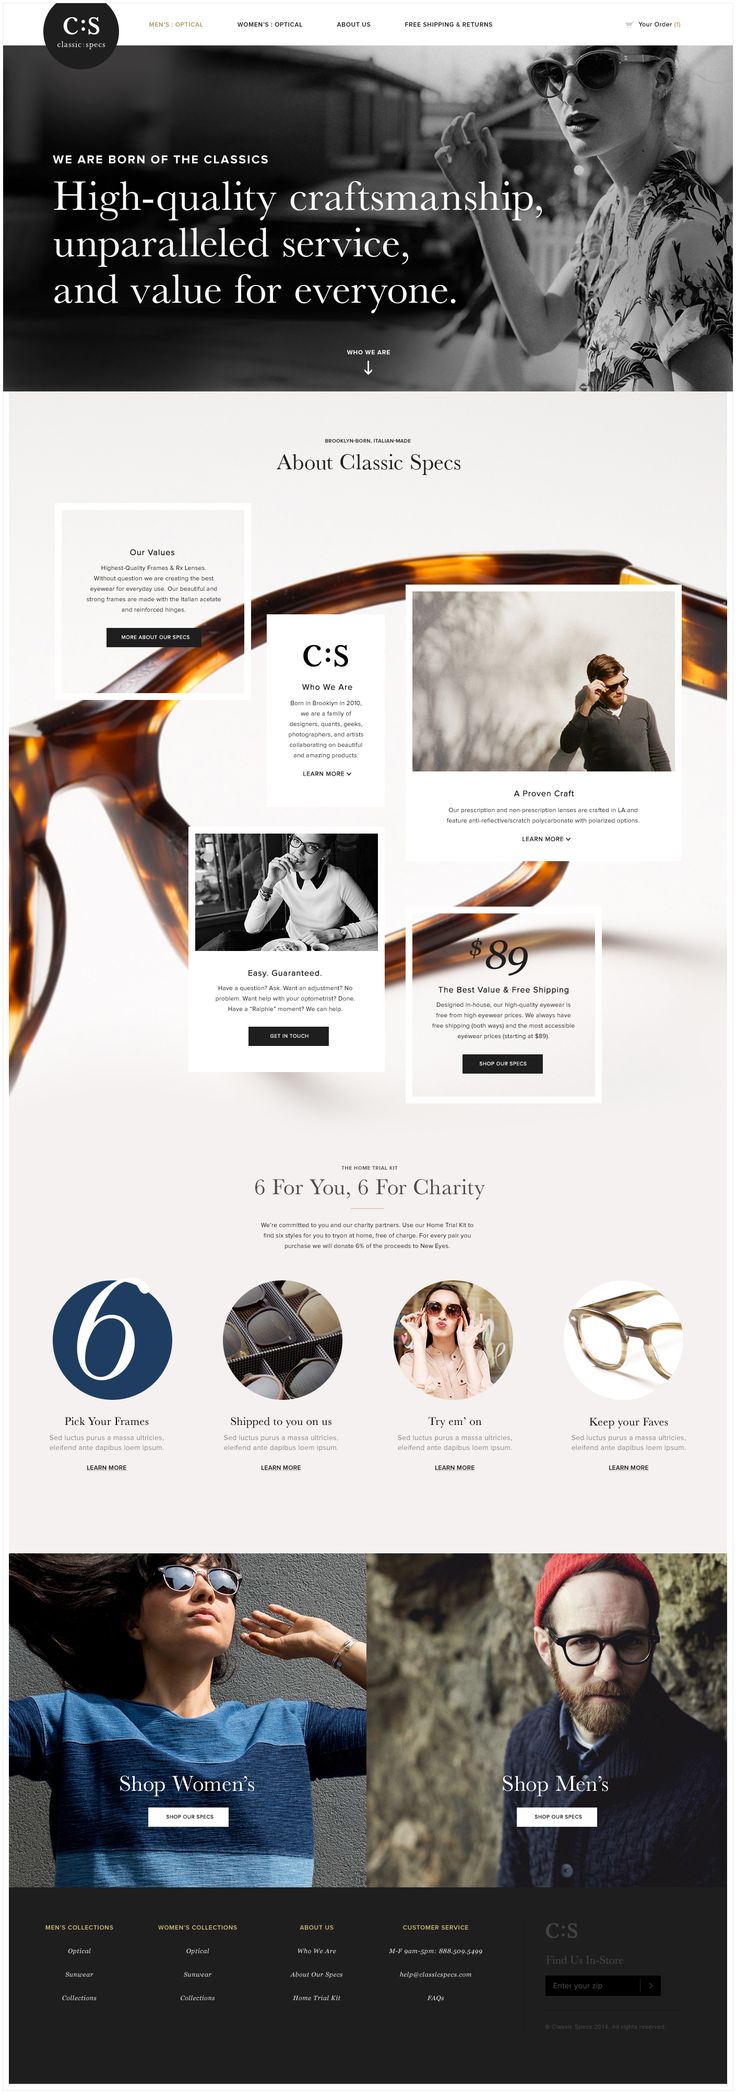 C:S
classic:specs
MEN'S : OPTICAL
WOMEN'S : OPTICAL
ABOUT US
FREE SHIPPING & RETURNS
Your Order (1)
WE ARE BORN OF THE CLASSICS
High-quality craftsmanship,
unparalleled service,
and value for everyone.
WHO WE ARE
BROOKLYN-BORN, ITALIAN-MADE
About Classic Specs
Our Values
Highest-Quality Frames & Rx Lenses.
Without question we are creating the best
eyewear for everyday use. Our beautiful and
strong frames are made with the Italian acetate
and reinforced hinges.
MORE ABOUT OUR SPECS
C:S
Who We Are
Born in Brooklyn in 2010,
we are a family of
designers, quants, geeks,
photographers, and artists
collaborating on beautiful
and amazing products.
LEARN MORE
A Proven Craft
Our prescription and non-prescription lenses are crafted in LA and
feature anti-reflective/scratch polycarbonate with polarized options.
LEARN MORE
Easy. Guaranteed.
Have a question? Ask. Want an adjustment? No
problem. Want help with your optometrist? Done.
Have a "Ralphie" moment? We can help.
GET IN TOUCH
$89
The Best Value & Free Shipping
Designed in-house, our high-quality eyewear is
free from high eyewear prices. We always have
free shipping (both ways) and the most accessible
eyewear prices (starting at $89).
SHOP OUR SPECS
THE HOME TRIAL KIT
6 For You, 6 For Charity
We're committed to you and our charity partners. Use our Home Trial Kit to
find six styles for you to tryon at home, free of charge. For every pair you
purchase we will donate 6% of the proceeds to New Eyes.
6
Pick Your Frames
Sed luctus purus a massa ultricies,
eleifend ante dapibus loem ipsum.
LEARN MORE
Shipped to you on us
Sed luctus purus a massa ultricies,
eleifend ante dapibus loem ipsum.
LEARN MORE
Try em' on
Sed luctus purus a massa ultricies,
eleifend ante dapibus loem ipsum.
LEARN MORE
Keep your Faves
Sed luctus purus a massa ultricies,
eleifend ante dapibus loem ipsum.
LEARN MORE
Shop Women's
SHOP OUR SPECS
Shop Men's
SHOP OUR SPECS
MEN'S COLLECTIONS
Optical
Sunwear
Collections
WOMEN'S COLLECTIONS
Optical
Sunwear
Collections
ABOUT US
Who We Are
About Our Specs
Home Trial Kit
CUSTOMER SERVICE
M-F 9am-5pm: 888.509.5499
help@classicspecs.com
FAQs
C:S
Find Us In-Store
Enter your zip
© Classic Specs 2014. All rights reserved.